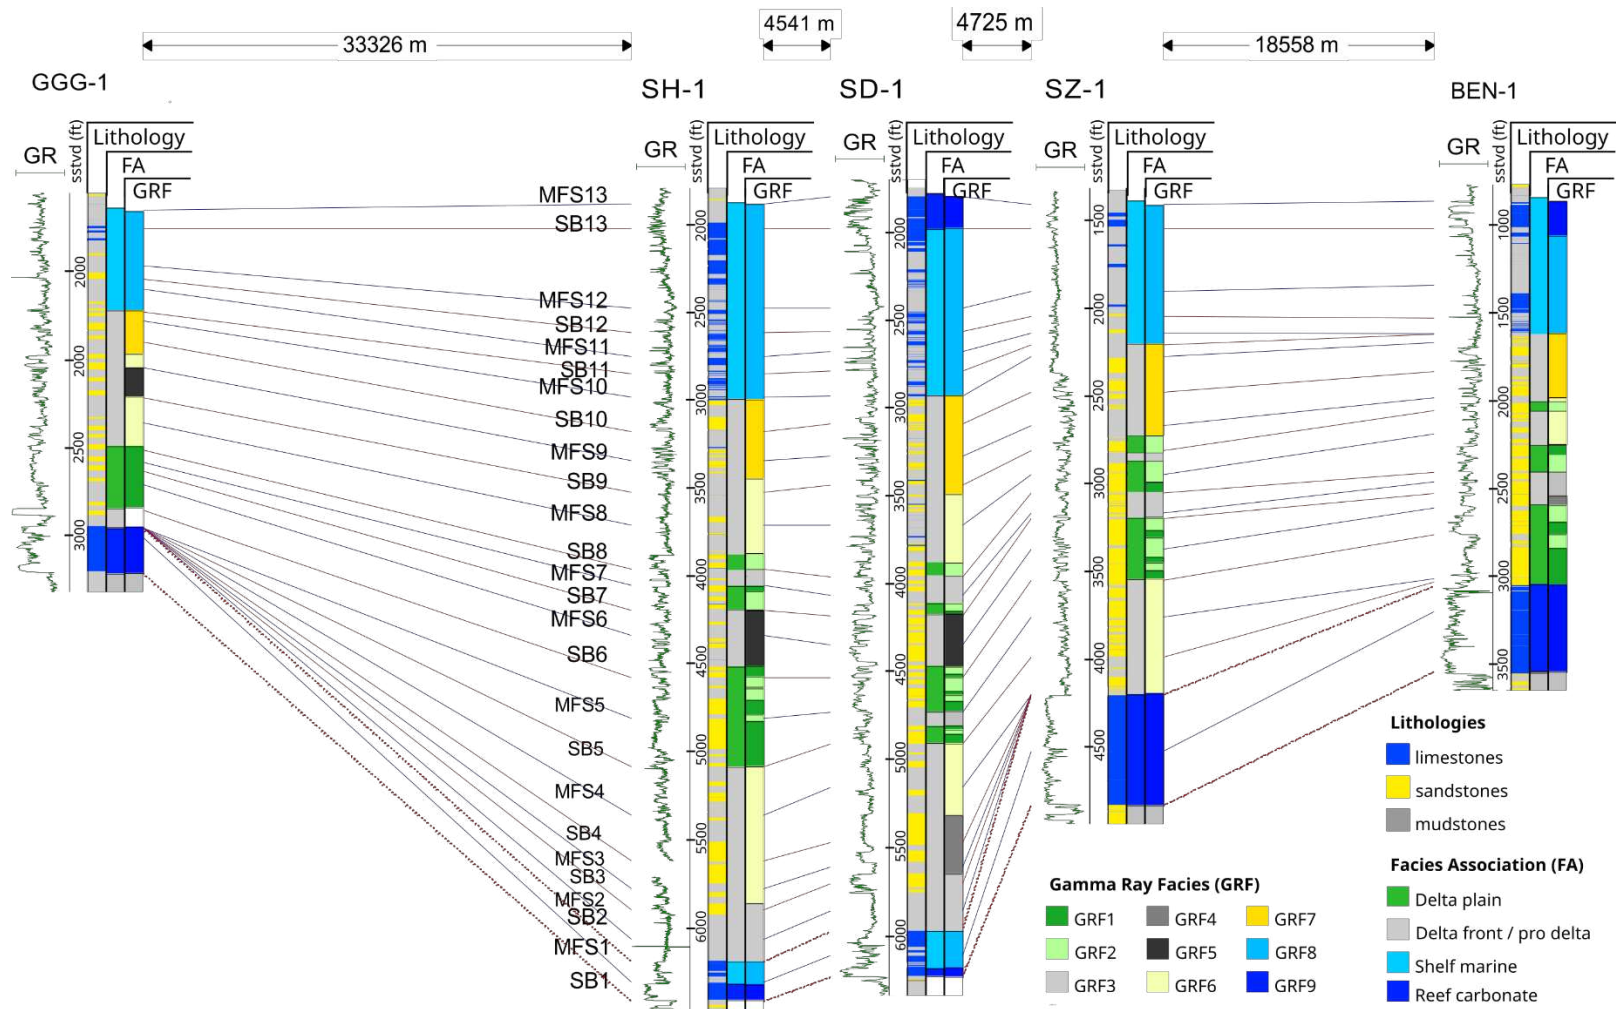 33326 m
4541 m
4725 m
18558 m
GGG-1
SH-1
SD-1
SZ-1
BEN-1
GR
sstvd (ft)
Lithology
FA
GRF
2000
2000
2500
3000
MFS13
SB13
MFS12
SB12
MFS11
SB11
MFS10
SB10
MFS9
SB9
MFS8
SB8
MFS7
SB7
MFS6
SB6
MFS5
SB5
MFS4
SB4
MFS3
SB3
MFS2
SB2
MFS1
SB1
GR
sstvd (ft)
Lithology
FA
GRF
2000
2500
3000
3500
4000
4500
5000
5500
6000
GR
sstvd (ft)
Lithology
FA
GRF
2000
2500
3000
3500
4000
4500
5000
5500
6000
GR
sstvd (ft)
Lithology
FA
GRF
1500
2000
2500
3000
3500
4000
4500
GR
sstvd (ft)
Lithology
FA
GRF
1000
1500
2000
2500
3000
3500
Lithologies
limestones
sandstones
mudstones
Facies Association (FA)
Delta plain
Delta front / pro delta
Shelf marine
Reef carbonate
Gamma Ray Facies (GRF)
GRF1
GRF4
GRF7
GRF2
GRF5
GRF8
GRF3
GRF6
GRF9